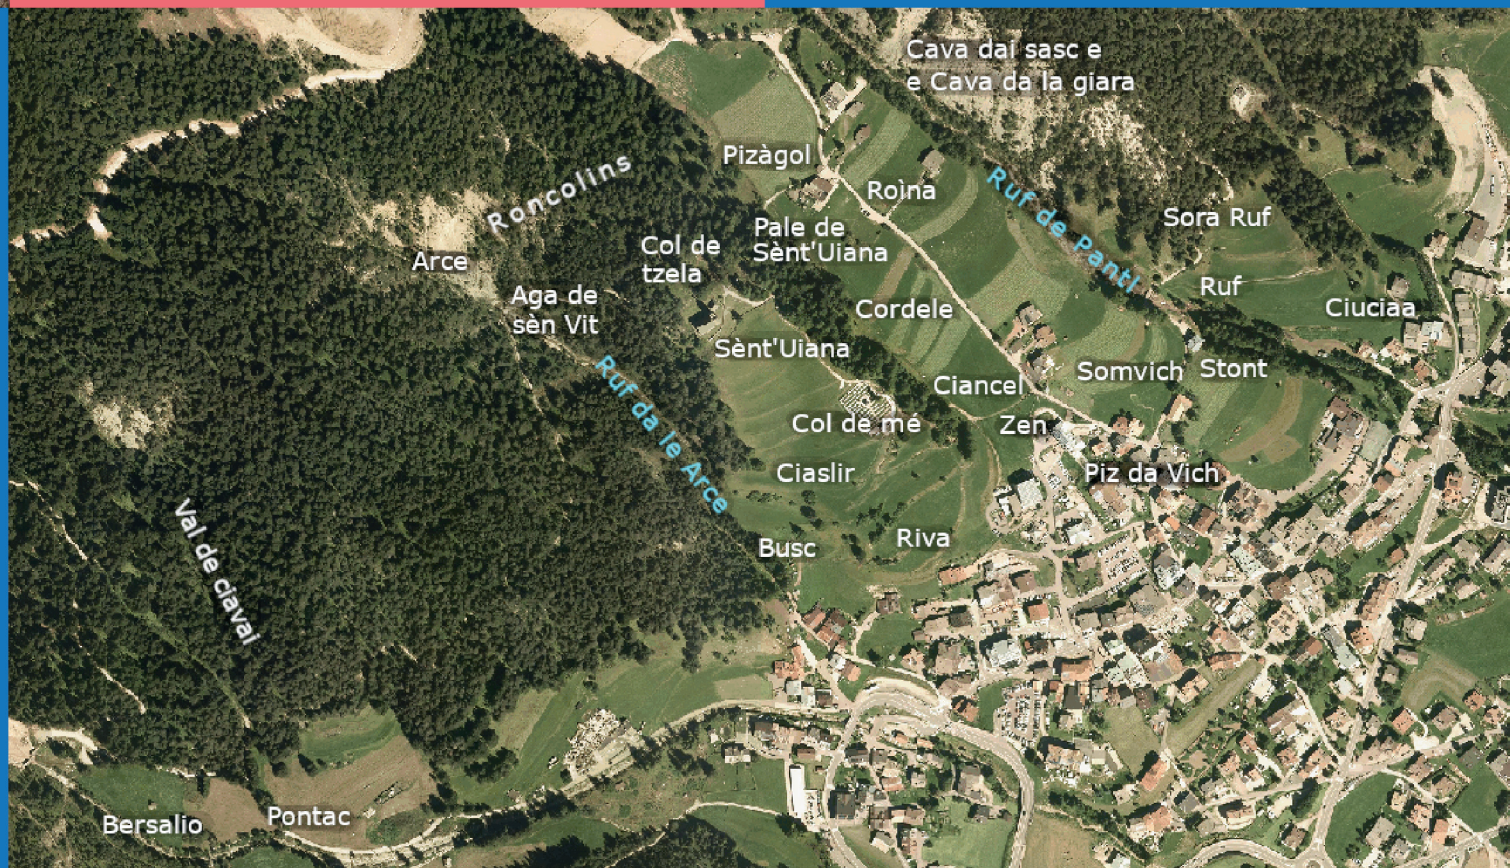 Cava dai sasc e
e Cava da la giara
Pizàgol
Roncolins
Roìna
Ruf de Pantl
Sora Ruf
Pale de
Sènt'Uiana
Col de
tzela
Arce
Aga de
sèn Vit
Ruf
Ciuciaa
Cordele
Sènt'Uiana
Ruf da le Arce
Ciancel
Somvich
Stont
Col de mé
Zen
Ciaslir
Piz da Vich
Val de ciavai
Busc
Riva
Bersalio
Pontac